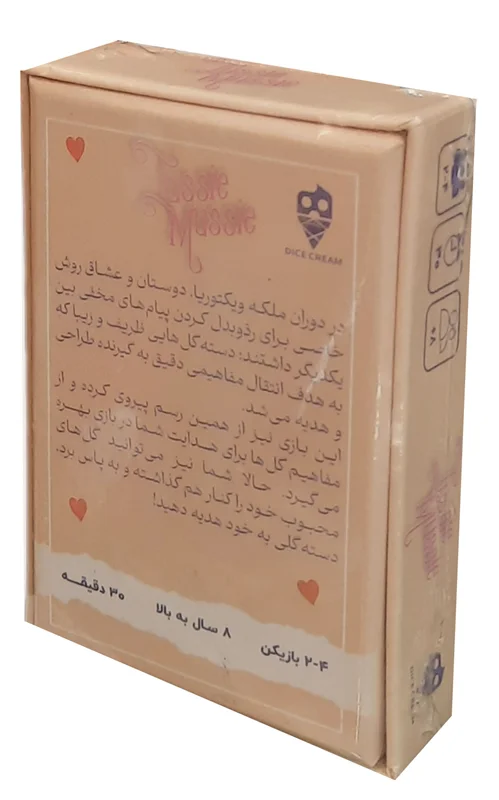 Tussie
Mussie
DICE CREAM
در دوران ملکه ویکتوریا، دوستان و عشاق روش
خاصی برای ردوبدل کردن پیام‌های مخفی بین
یکدیگر داشتند: دسته‌گل‌هایی ظریف و زیبا که
به هدف انتقال مفاهیمی دقیق به گیرنده طراحی
و هدیه می‌شد.
این بازی نیز از همین رسم پیروی کرده و از
مفاهیم گل‌ها برای هدایت شما در بازی بهره
می‌گیرد. حالا شما نیز می‌توانید گل‌های
محبوب خود را کنار هم گذاشته و به پاس برد،
دسته‌گلی به خود هدیه دهید!
۲-۴ بازیکن
۸ سال به بالا
۳۰ دقیقه